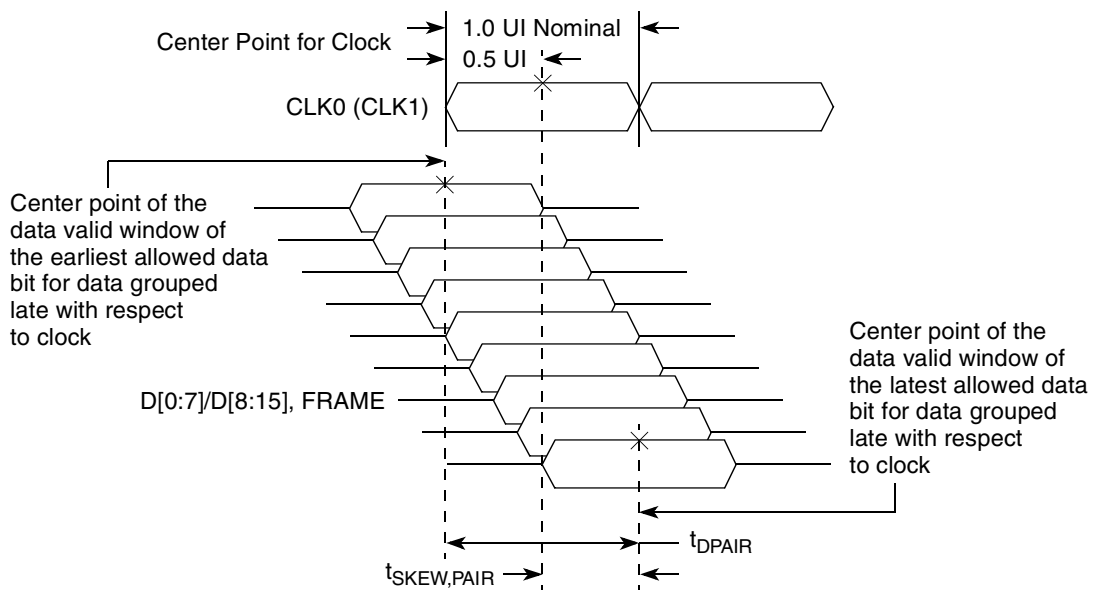 1.0 UI Nominal
Center Point for Clock
0.5 UI
CLK0 (CLK1)
Center point of the
data valid window of
the earliest allowed data
bit for data grouped
late with respect
to clock
Center point of the
data valid window of
the latest allowed data
bit for data grouped
late with respect
to clock
D[0:7]/D[8:15], FRAME
tDPAIR
tSKEW,PAIR